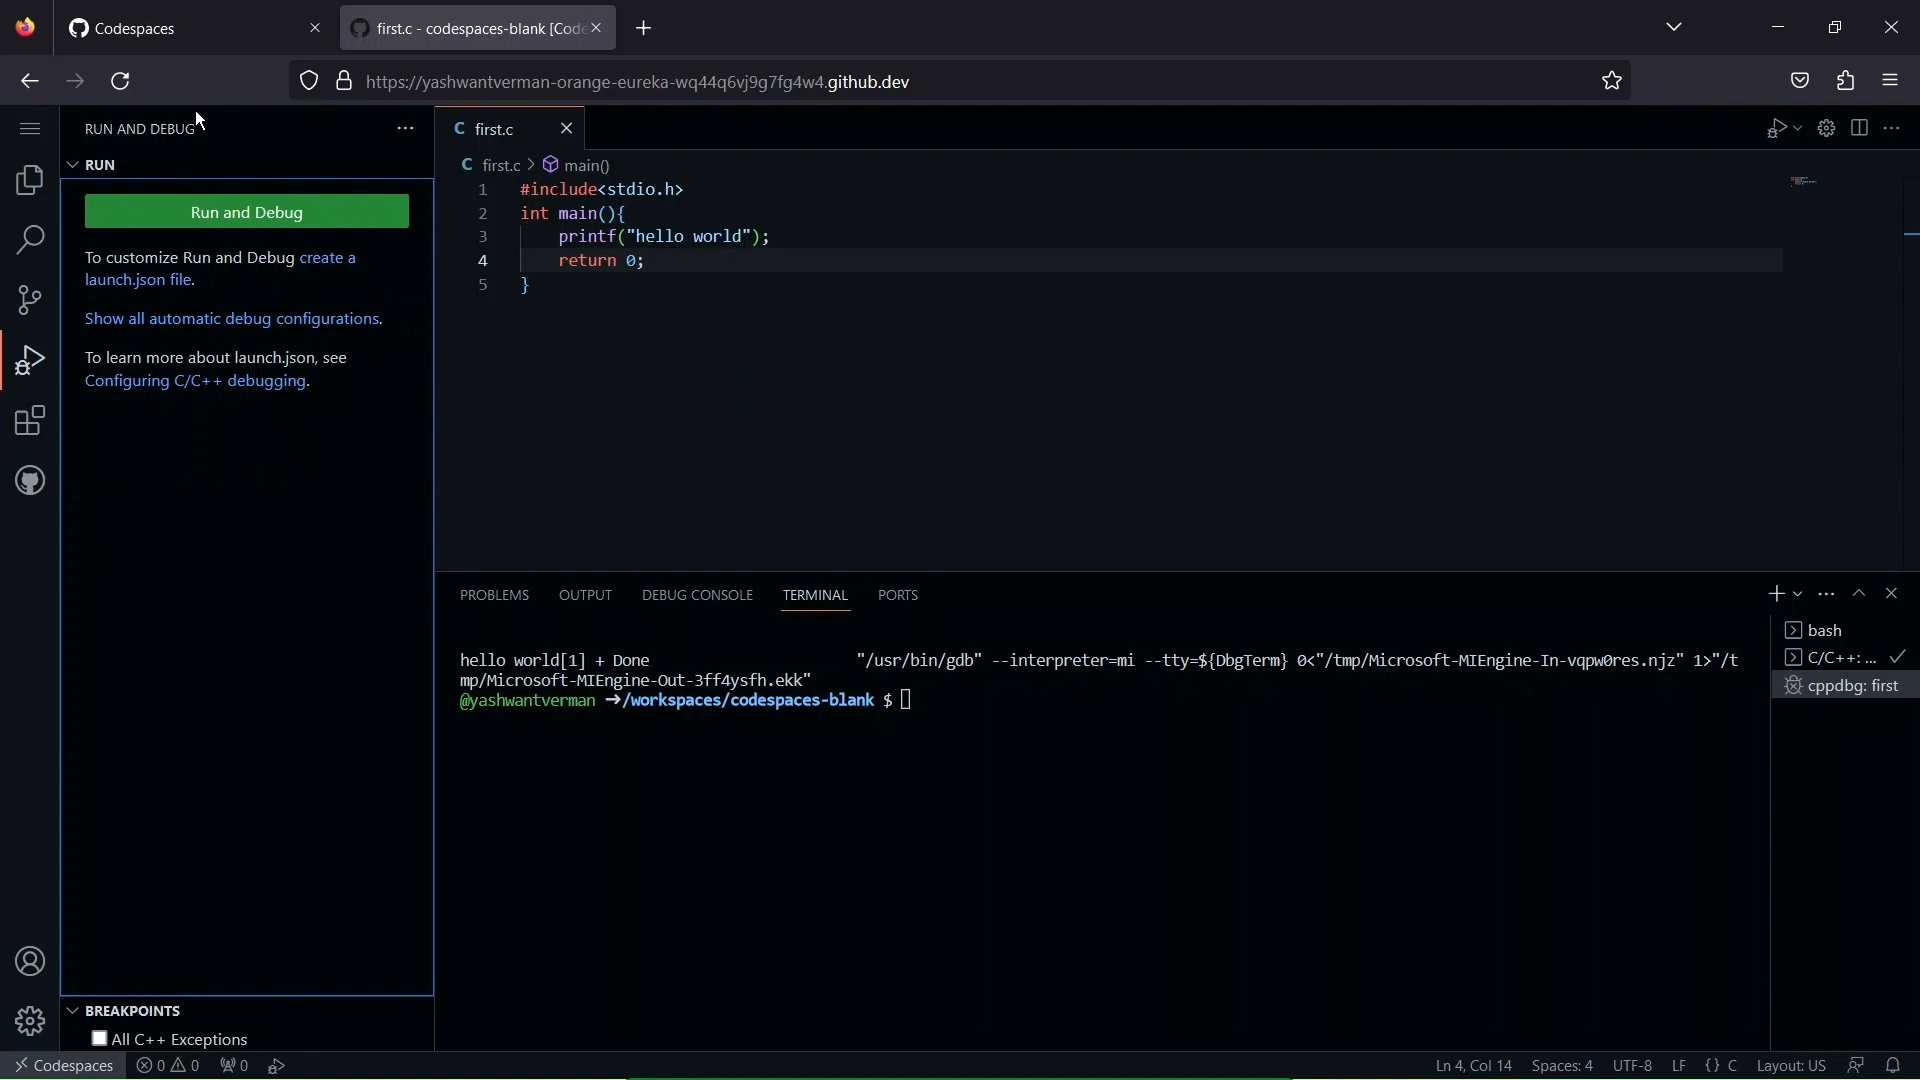 Codespaces
first.c - codespaces-blank [Code
https://yashwantverman-orange-eureka-wq44q6vj9g7fg4w4.github.dev
RUN AND DEBUG
RUN
Run and Debug
To customize Run and Debug create a
launch.json file.
Show all automatic debug configurations.
To learn more about launch.json, see
Configuring C/C++ debugging.
BREAKPOINTS
All C++ Exceptions
C first.c
C first.c > main()
1 #include<stdio.h>
2 int main(){
3 printf("hello world");
4 return 0;
5 }
PROBLEMS OUTPUT DEBUG CONSOLE TERMINAL PORTS
hello world[1] + Done "/usr/bin/gdb" --interpreter=mi --tty=${DbgTerm} 0<"/tmp/Microsoft-MIEngine-In-vqpw0res.njz" 1>"/t
mp/Microsoft-MIEngine-Out-3ff4ysfh.ekk"
@yashwantverman ➜/workspaces/codespaces-blank $
bash
C/C++: ...
cppdbg: first
Codespaces 0 0 0 Ln 4, Col 14 Spaces: 4 UTF-8 LF {} C Layout: US